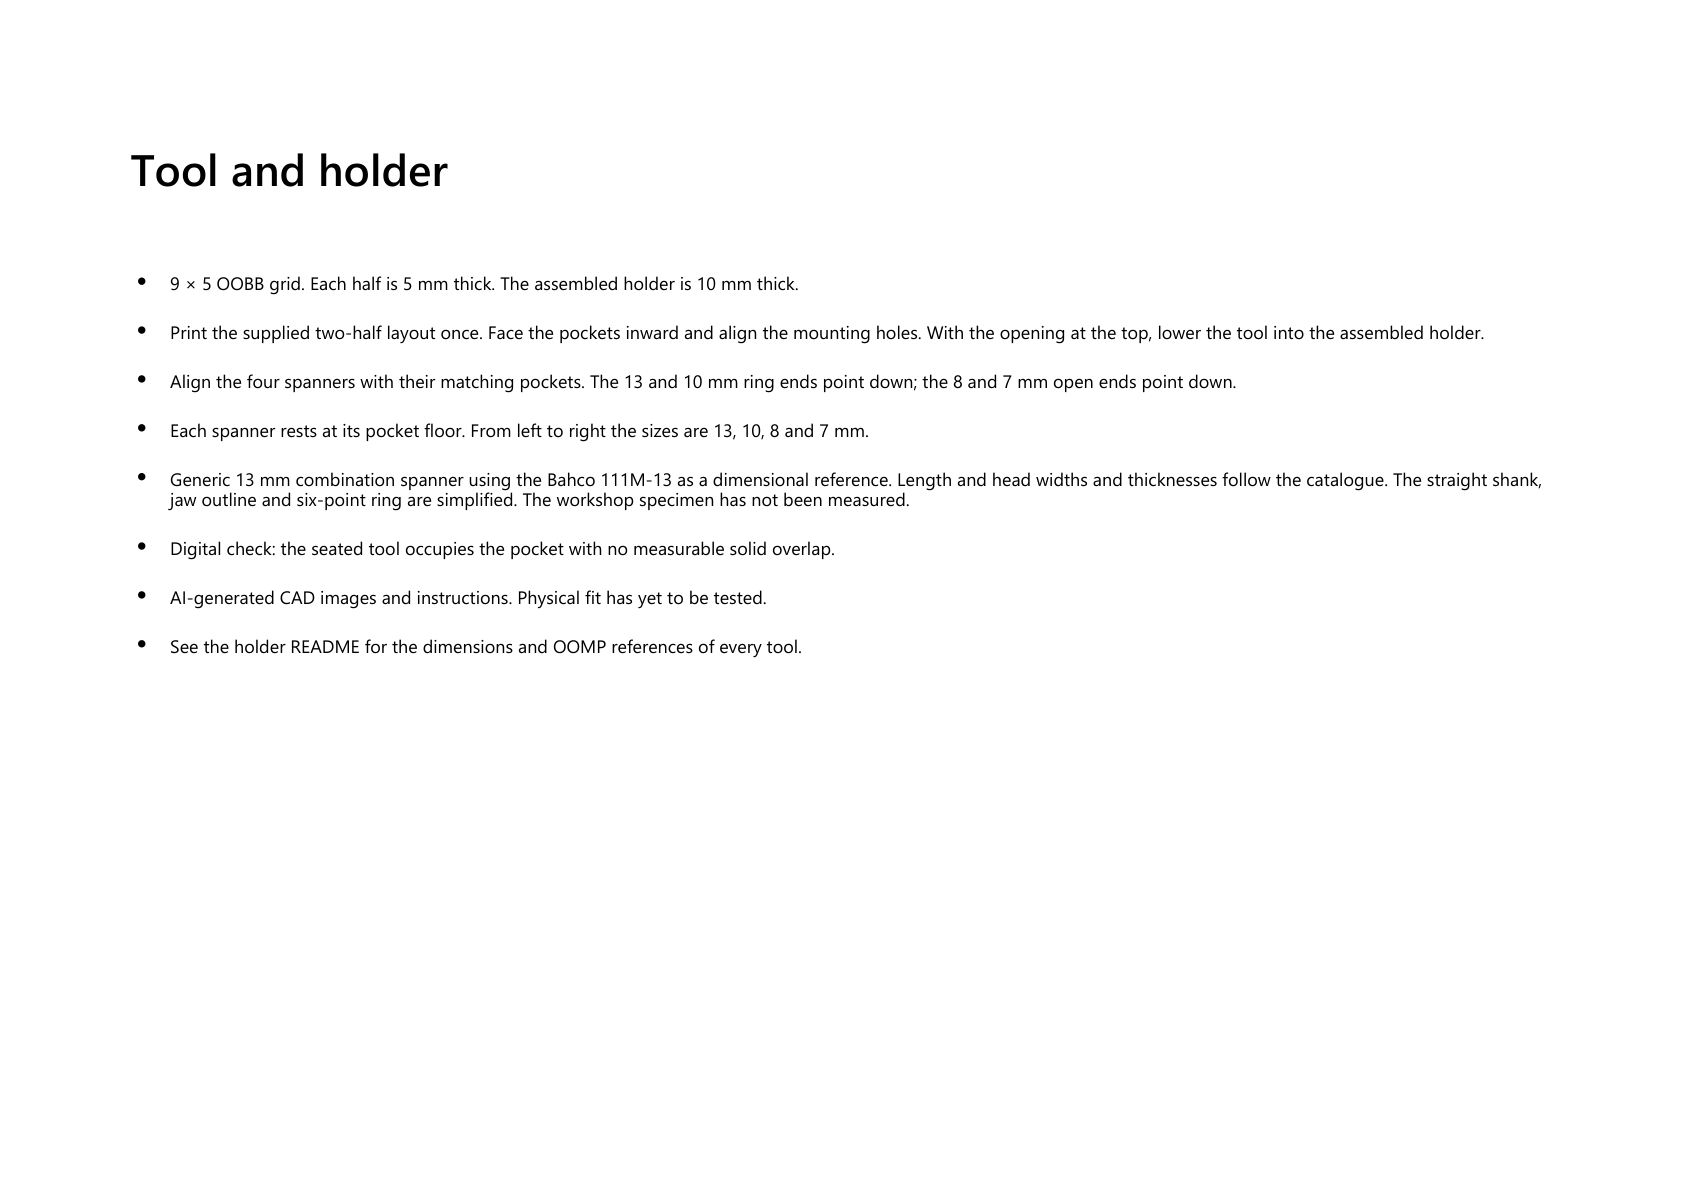 Tool and holder
• 9 × 5 OOBB grid. Each half is 5 mm thick. The assembled holder is 10 mm thick.
• Print the supplied two-half layout once. Face the pockets inward and align the mounting holes. With the opening at the top, lower the tool into the assembled holder.
• Align the four spanners with their matching pockets. The 13 and 10 mm ring ends point down; the 8 and 7 mm open ends point down.
• Each spanner rests at its pocket floor. From left to right the sizes are 13, 10, 8 and 7 mm.
• Generic 13 mm combination spanner using the Bahco 111M-13 as a dimensional reference. Length and head widths and thicknesses follow the catalogue. The straight shank,
jaw outline and six-point ring are simplified. The workshop specimen has not been measured.
• Digital check: the seated tool occupies the pocket with no measurable solid overlap.
• AI-generated CAD images and instructions. Physical fit has yet to be tested.
• See the holder README for the dimensions and OOMP references of every tool.